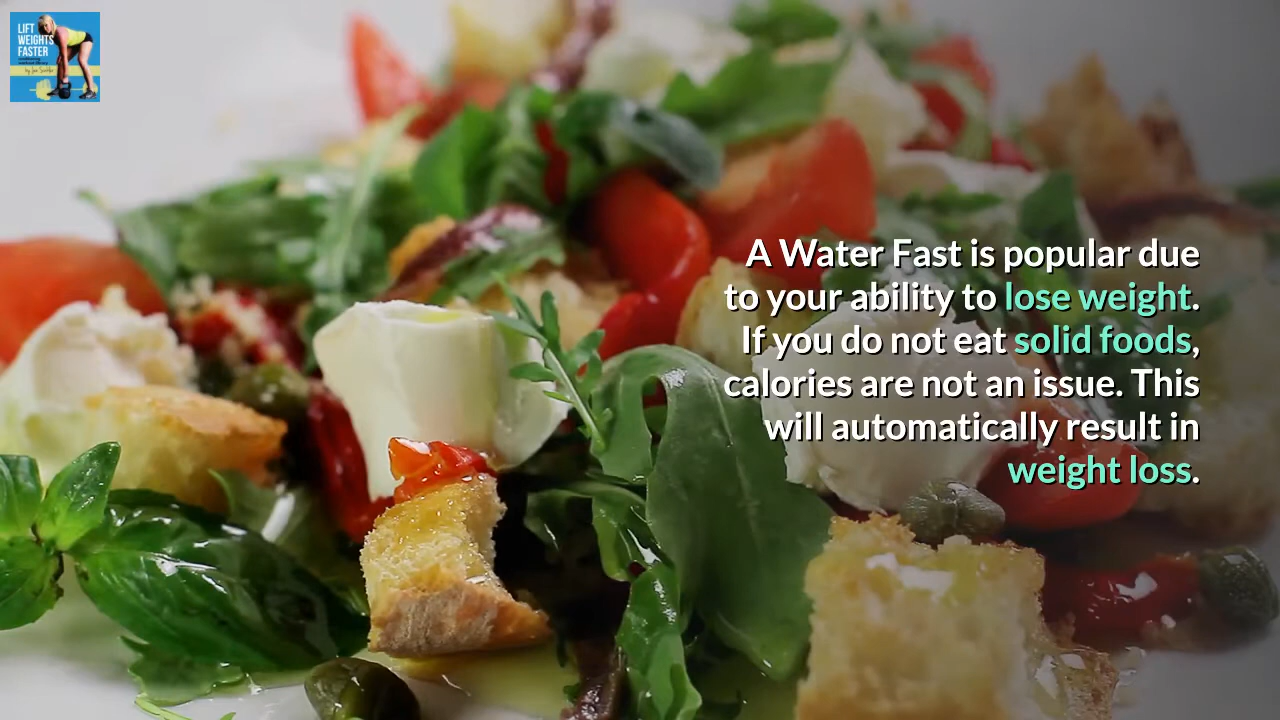 LIFT
WEIGHTS
FASTER
A Water Fast is popular due
to your ability to lose weight.
If you do not eat solid foods,
calories are not an issue. This
will automatically result in
weight loss.